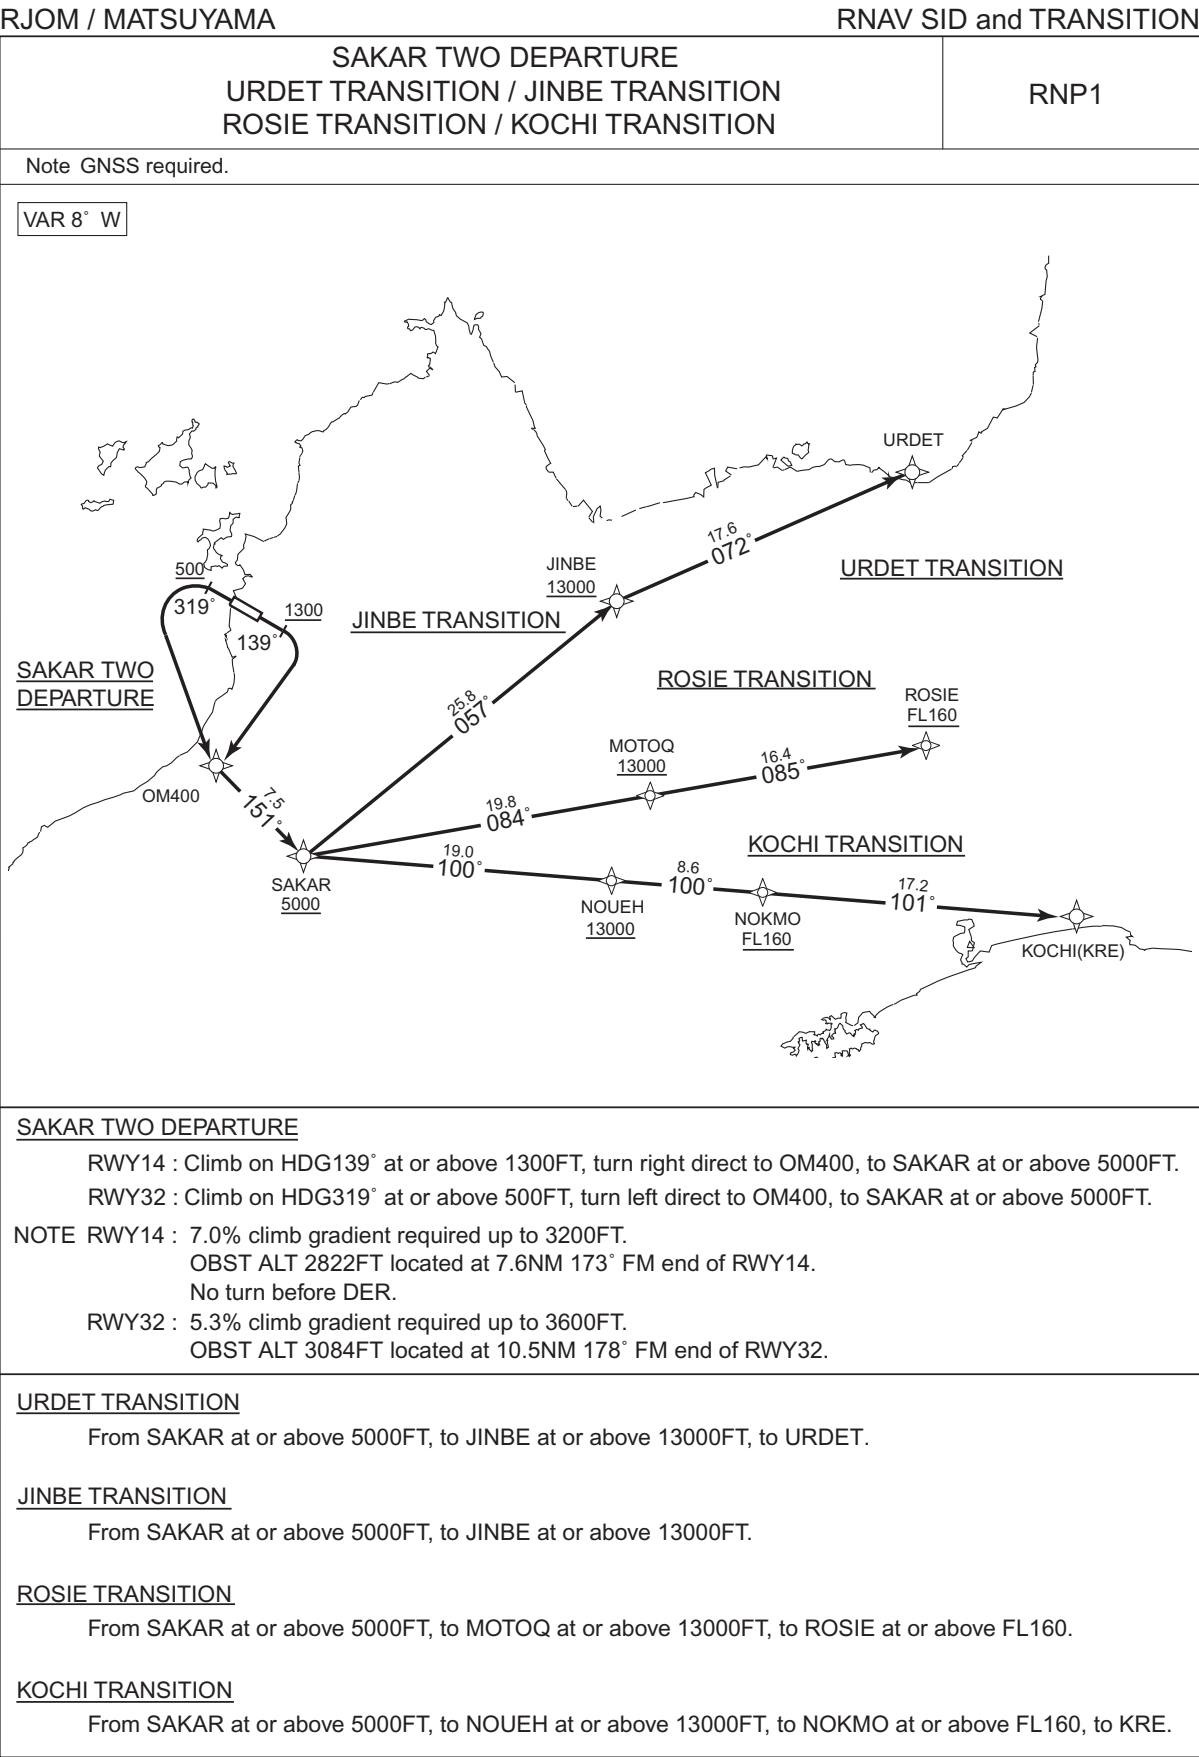 RJOM / MATSUYAMA
RNAV SID and TRANSITION
SAKAR TWO DEPARTURE
URDET TRANSITION / JINBE TRANSITION
ROSIE TRANSITION / KOCHI TRANSITION
RNP1
Note GNSS required.
VAR 8° W
URDET
17.6
072°
JINBE
13000
URDET TRANSITION
500
319°
1300
139°
JINBE TRANSITION
SAKAR TWO
DEPARTURE
ROSIE TRANSITION
25.8
057°
ROSIE
FL160
MOTOQ
13000
16.4
085°
OM400
7.5
151°
19.8
084°
KOCHI TRANSITION
19.0
100°
8.6
100°
17.2
101°
SAKAR
5000
NOUEH
13000
NOKMO
FL160
KOCHI(KRE)
SAKAR TWO DEPARTURE
RWY14 : Climb on HDG139° at or above 1300FT, turn right direct to OM400, to SAKAR at or above 5000FT.
RWY32 : Climb on HDG319° at or above 500FT, turn left direct to OM400, to SAKAR at or above 5000FT.
NOTE RWY14 : 7.0% climb gradient required up to 3200FT.
OBST ALT 2822FT located at 7.6NM 173° FM end of RWY14.
No turn before DER.
RWY32 : 5.3% climb gradient required up to 3600FT.
OBST ALT 3084FT located at 10.5NM 178° FM end of RWY32.
URDET TRANSITION
From SAKAR at or above 5000FT, to JINBE at or above 13000FT, to URDET.
JINBE TRANSITION
From SAKAR at or above 5000FT, to JINBE at or above 13000FT.
ROSIE TRANSITION
From SAKAR at or above 5000FT, to MOTOQ at or above 13000FT, to ROSIE at or above FL160.
KOCHI TRANSITION
From SAKAR at or above 5000FT, to NOUEH at or above 13000FT, to NOKMO at or above FL160, to KRE.